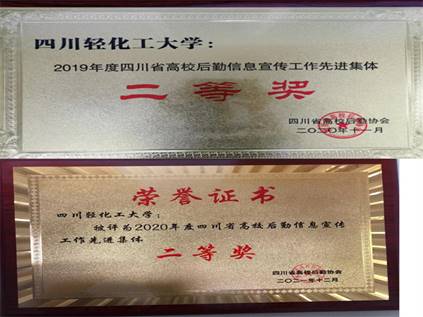 四川轻化工大学：
2019年度四川省高校后勤信息宣传工作先进集体
二等奖
四川省高校后勤协会
二〇二〇年十一月
荣誉证书
四川轻化工大学：
被评为2020年度四川省高校后勤信息宣传
工作先进集体
二等奖
四川省高校后勤协会
二〇二一年十二月